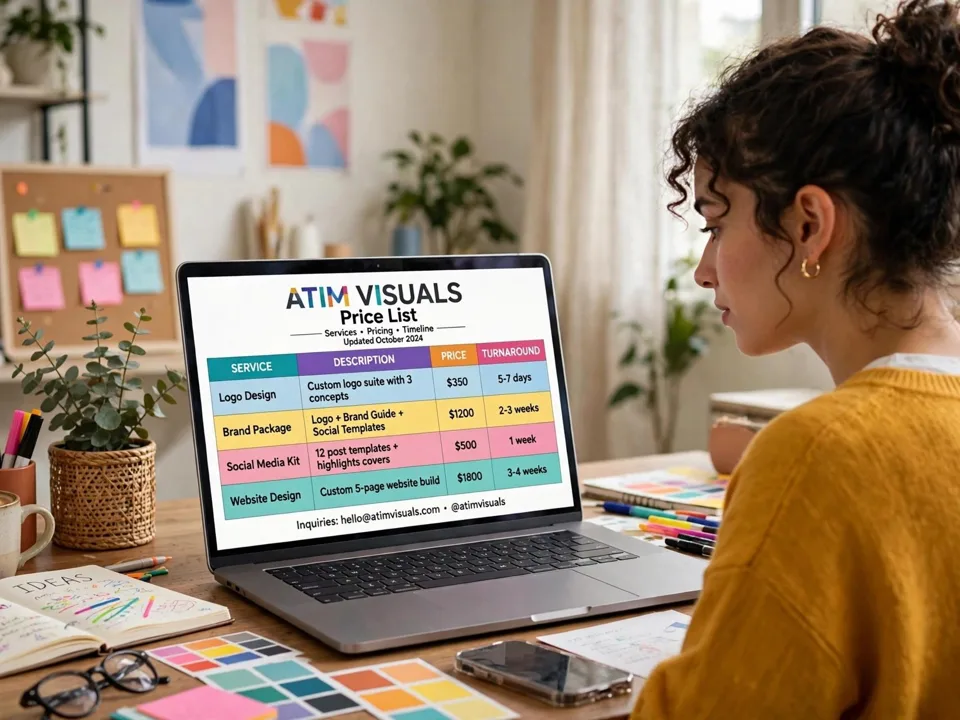 ATIM VISUALS
Price List
Services • Pricing • Timeline
Updated October 2024
SERVICE DESCRIPTION PRICE TURNAROUND
Logo Design Custom logo suite with 3 concepts $350 5-7 days
Brand Package Logo + Brand Guide + Social Templates $1200 2-3 weeks
Social Media Kit 12 post templates + highlights covers $500 1 week
Website Design Custom 5-page website build $1800 3-4 weeks
Inquiries: hello@atimvisuals.com • @atimvisuals
IDEAS